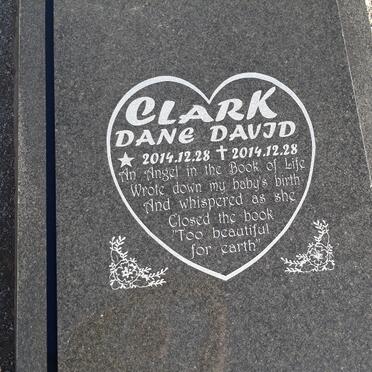 CLARK
DANE DAVID
★ 2014.12.28 ✝ 2014.12.28
An Angel in the Book of Life
Wrote down my baby's birth
And whispered as she
Closed the book
"Too beautiful
for earth"